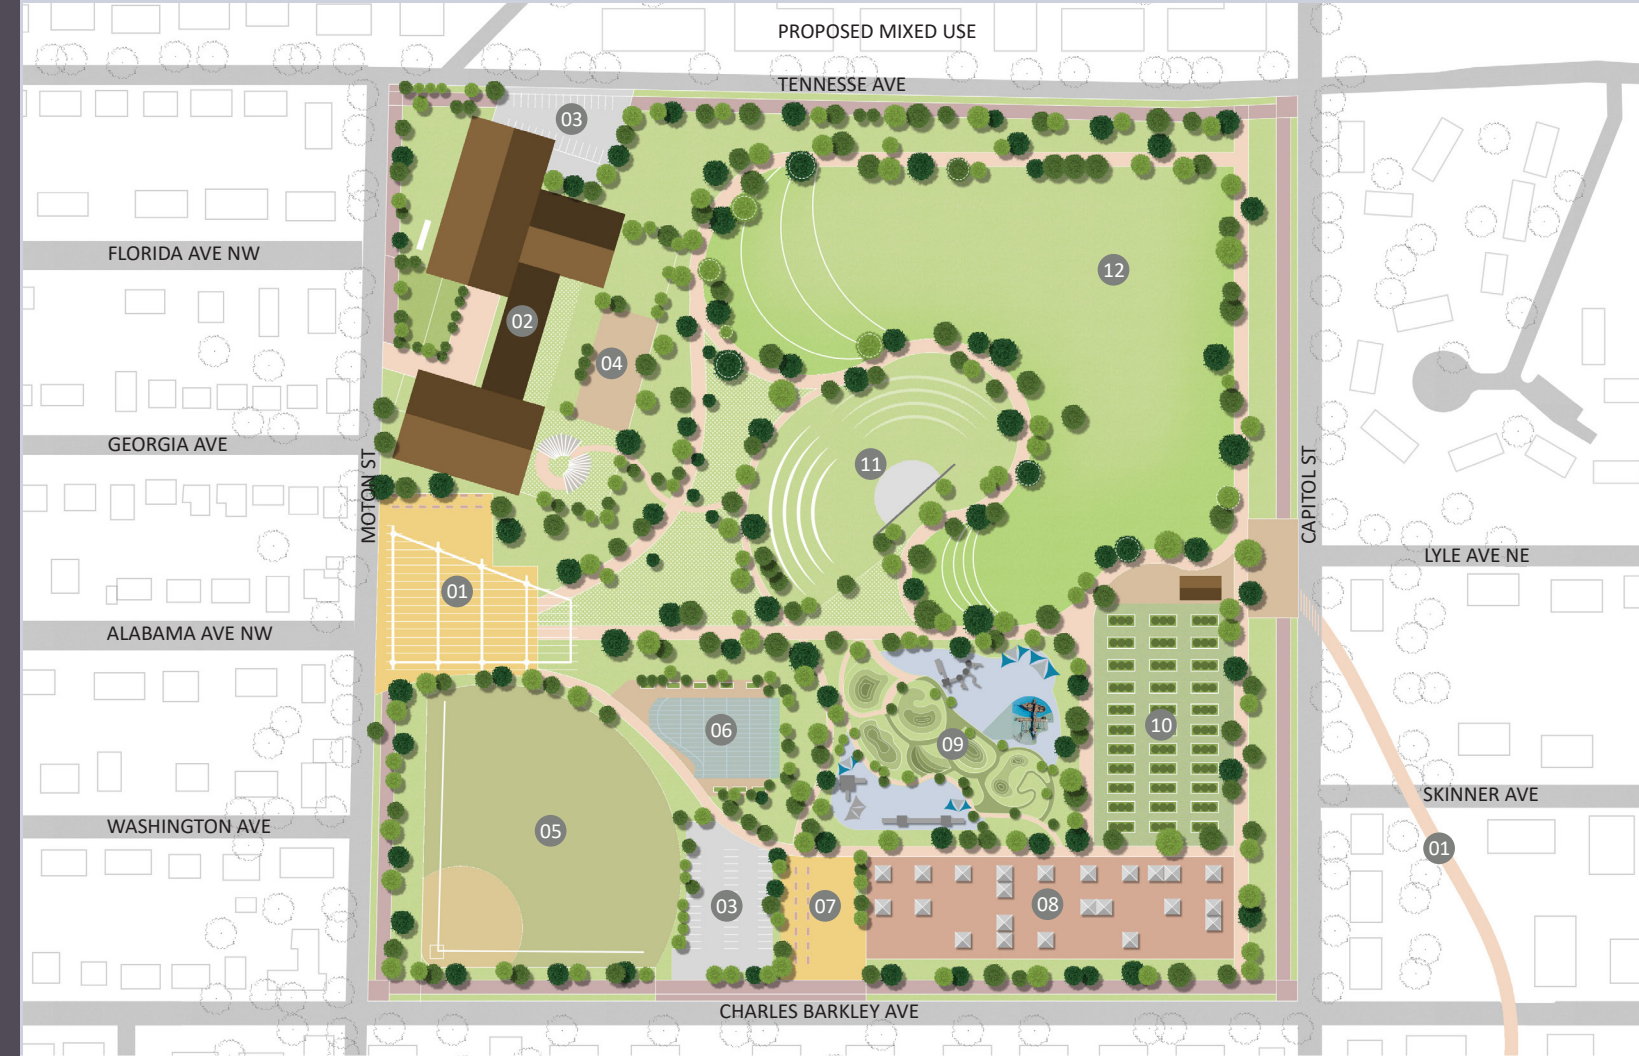 PROPOSED MIXED USE
TENNESSE AVE
03
FLORIDA AVE NW
12
02
04
GEORGIA AVE
11
MOTON ST
CAPITOL ST
LYLE AVE NE
01
ALABAMA AVE NW
10
06
09
SKINNER AVE
WASHINGTON AVE
05
01
03
07
08
CHARLES BARKLEY AVE